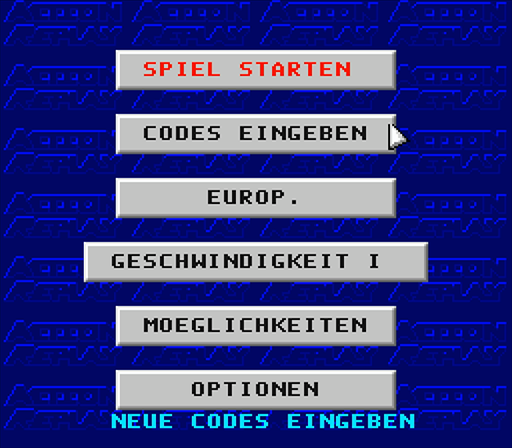 SPIEL STARTEN
CODES EINGEBEN
EUROP.
GESCHWINDIGKEIT I
MOEGLICHKEITEN
OPTIONEN
NEUE CODES EINGEBEN